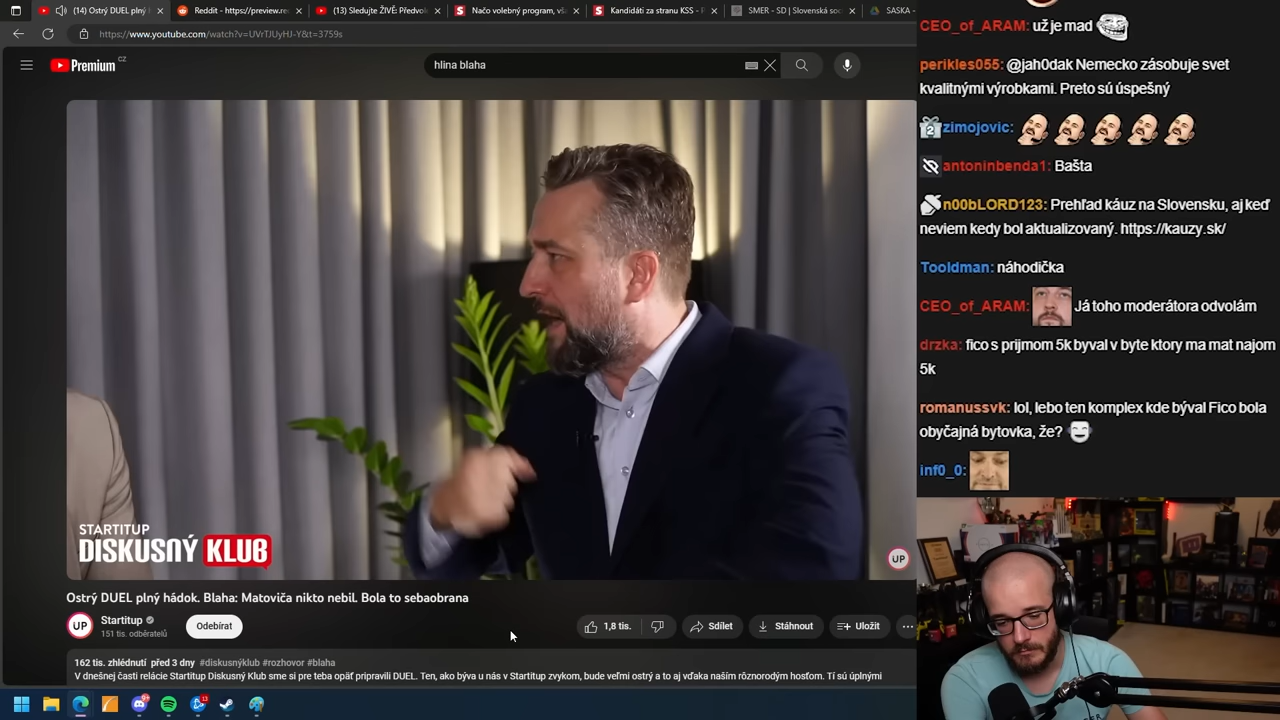 (14) Ostrý DUEL plný h
Reddit - https://preview.re
(13) Sledujte ŽIVĚ: Předvo
Načo volebný program, vš
Kandidáti za stranu KSS - P
SMER - SD | Slovenská so
SASKA -
https://www.youtube.com/watch?v=UVrTJUyHJ-Y&t=3759s
Premium CZ
hlina blaha
STARTITUP
DISKUSNÝ KLUB
UP
Ostrý DUEL plný hádok. Blaha: Matoviča nikto nebil. Bola to sebaobrana
UP
Startitup
151 tis. odběratelů
Odebírat
1,8 tis.
Sdílet
Stáhnout
Uložit
162 tis. zhlédnutí před 3 dny #diskusnýklub #rozhovor #blaha
V dnešnej časti relácie Startitup Diskusný Klub sme si pre teba opäť pripravili DUEL. Ten, ako býva u nás v Startitup zvykom, bude veľmi ostrý a to aj vďaka našim rôznorodým hosťom. Tí sú úplnými
CEO_of_ARAM: už je mad
perikles055: @jah0dak Nemecko zásobuje svet
kvalitnými výrobkami. Preto sú úspešný
2 zimojovic:
antoninbenda1: Bašta
n00bLORD123: Prehľad káuz na Slovensku, aj keď
neviem kedy bol aktualizovaný. https://kauzy.sk/
Tooldman: náhodička
CEO_of_ARAM: Já toho moderátora odvolám
drzka: fico s prijmom 5k byval v byte ktory ma mat najom
5k
romanussvk: lol, lebo ten komplex kde býval Fico bola
obyčajná bytovka, že?
inf0_0: